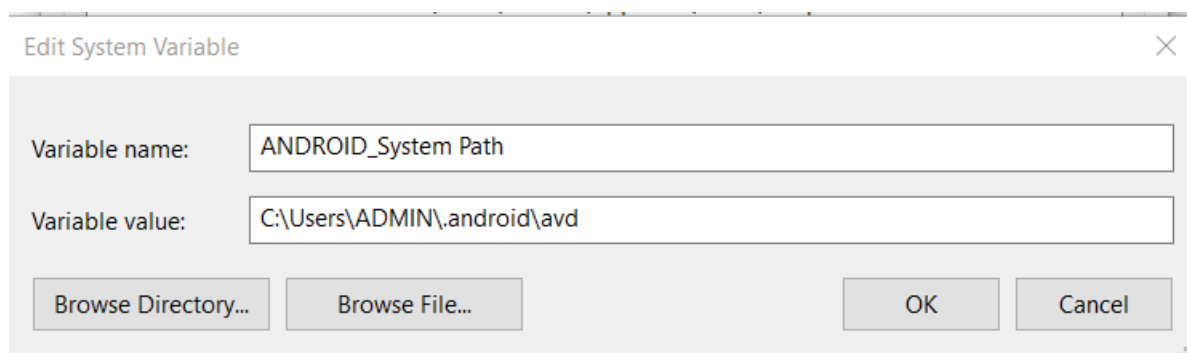 Edit System Variable
Variable name: ANDROID_System Path
Variable value: C:\Users\ADMIN\.android\avd
Browse Directory... Browse File... OK Cancel